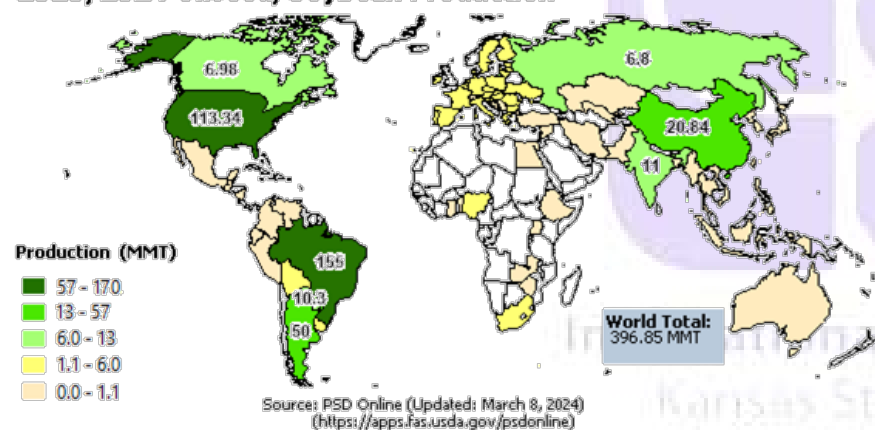 6.98
6.8
113.34
20.84
11
155
10.3
50
Production (MMT)
57 - 170
13 - 57
6.0 - 13
1.1 - 6.0
0.0 - 1.1
World Total:
396.85 MMT
Source: PSD Online (Updated: March 8, 2024)
(https://apps.fas.usda.gov/psdonline)